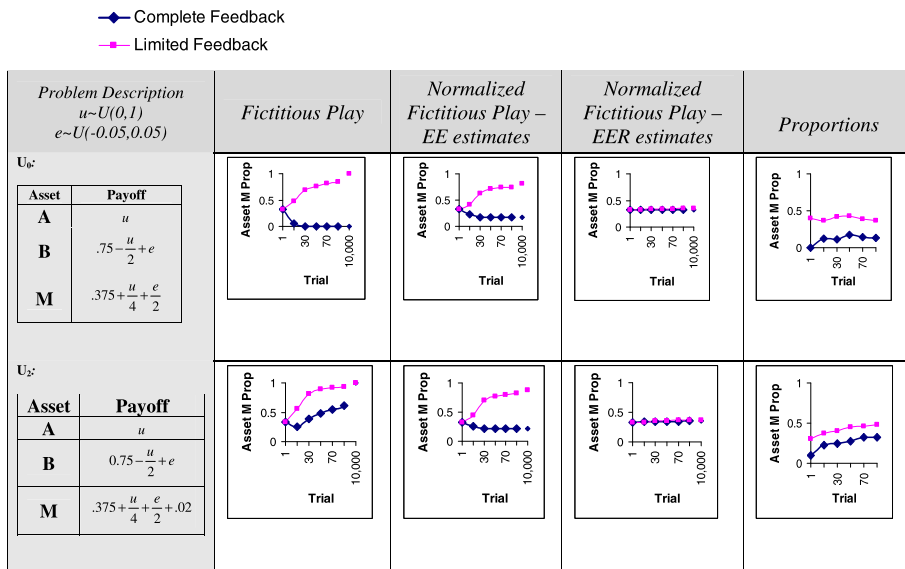 Complete Feedback
Limited Feedback
Problem Description
u~U(0,1)
e~U(-0.05,0.05)
Fictitious Play
Normalized
Fictitious Play –
EE estimates
Normalized
Fictitious Play –
EER estimates
Proportions
U₀:
Asset Payoff
A u
B .75−u/2+e
M .375+u/4+e/2
Asset M Prop
1
0.5
0
1 30 70 10,000
Trial
Asset M Prop
1
0.5
0
1 30 70 10,000
Trial
Asset M Prop
1
0.5
0
1 30 70 10,000
Trial
Asset M Prop
1
0.5
0
1 30 70
Trial
U₂:
Asset Payoff
A u
B 0.75−u/2+e
M .375+u/4+e/2+.02
Asset M Prop
1
0.5
0
1 30 70 10,000
Trial
Asset M Prop
1
0.5
0
1 30 70 10,000
Trial
Asset M Prop
1
0.5
0
1 30 70 10,000
Trial
Asset M Prop
1
0.5
0
1 30 70
Trial